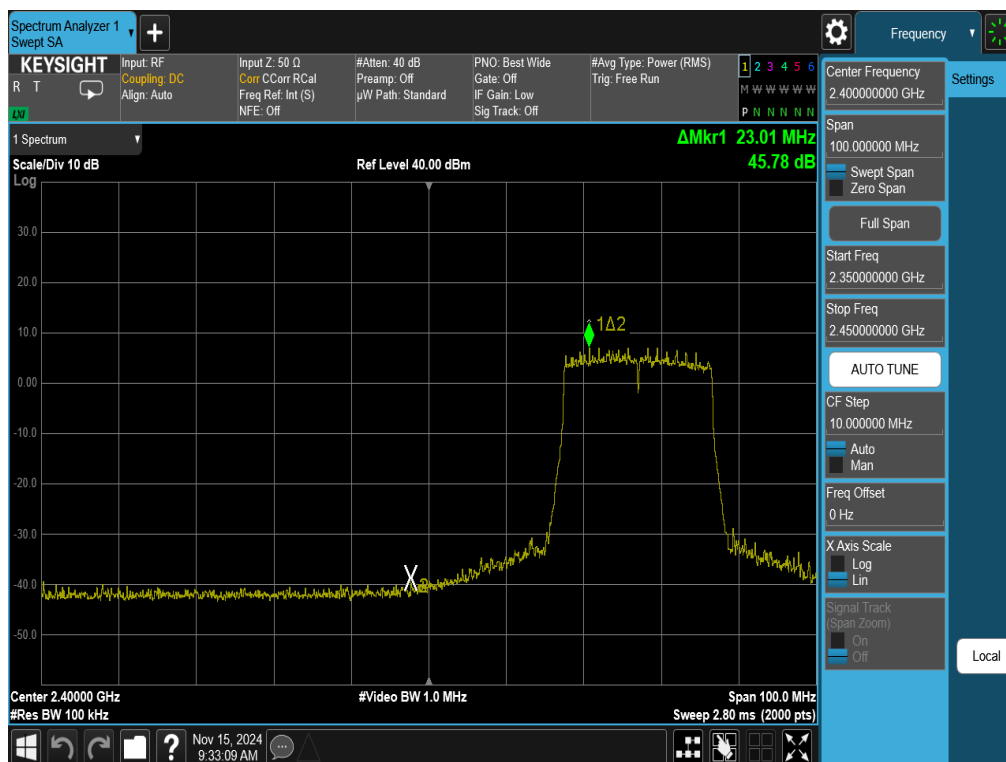 Spectrum Analyzer 1
Swept SA
Frequency
KEYSIGHT
R T
LXI
Input: RF
Coupling: DC
Align: Auto
Input Z: 50 Ω
Corr CCorr RCal
Freq Ref: Int (S)
NFE: Off
#Atten: 40 dB
Preamp: Off
µW Path: Standard
PNO: Best Wide
Gate: Off
IF Gain: Low
Sig Track: Off
#Avg Type: Power (RMS)
Trig: Free Run
1 2 3 4 5 6
M W W W W W
P N N N N N
1 Spectrum
ΔMkr1 23.01 MHz
45.78 dB
Scale/Div 10 dB
Ref Level 40.00 dBm
Log
30.0
20.0
10.0
0.00
-10.0
-20.0
-30.0
-40.0
-50.0
1Δ2
X2
Center 2.40000 GHz
#Video BW 1.0 MHz
Span 100.0 MHz
#Res BW 100 kHz
Sweep 2.80 ms (2000 pts)
Center Frequency
2.400000000 GHz
Settings
Span
100.000000 MHz
Swept Span
Zero Span
Full Span
Start Freq
2.350000000 GHz
Stop Freq
2.450000000 GHz
AUTO TUNE
CF Step
10.000000 MHz
Auto
Man
Freq Offset
0 Hz
X Axis Scale
Log
Lin
Signal Track
(Span Zoom)
On
Off
Local
?
Nov 15, 2024
9:33:09 AM